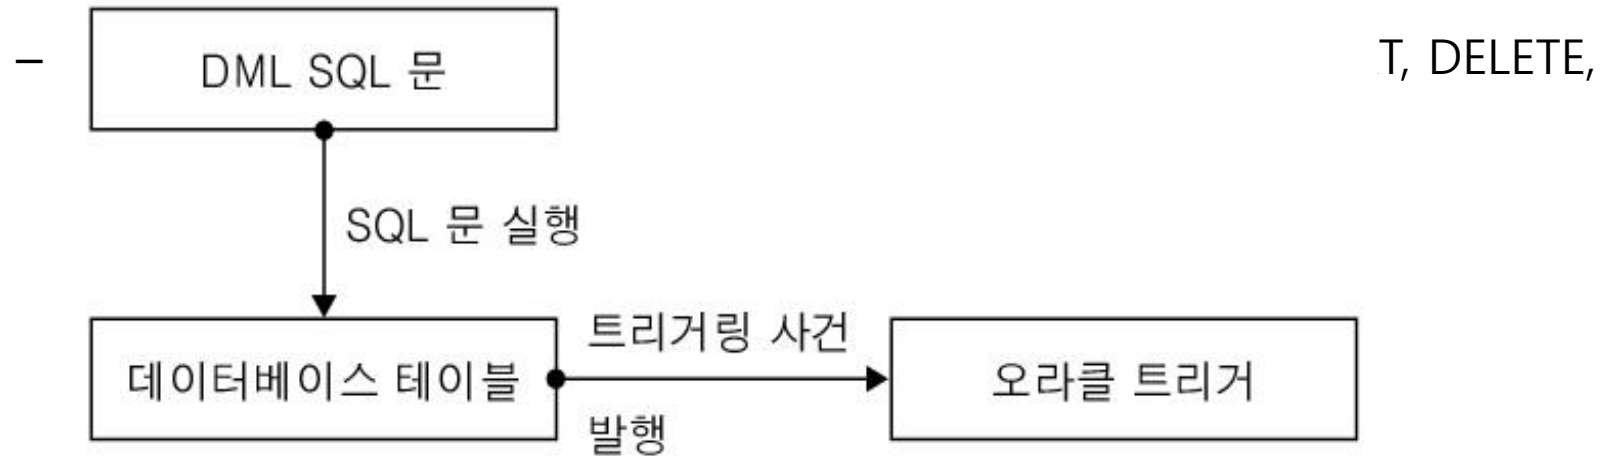 – DML SQL 문 T, DELETE,
SQL 문 실행
트리거링 사건
데이터베이스 테이블 오라클 트리거
발행